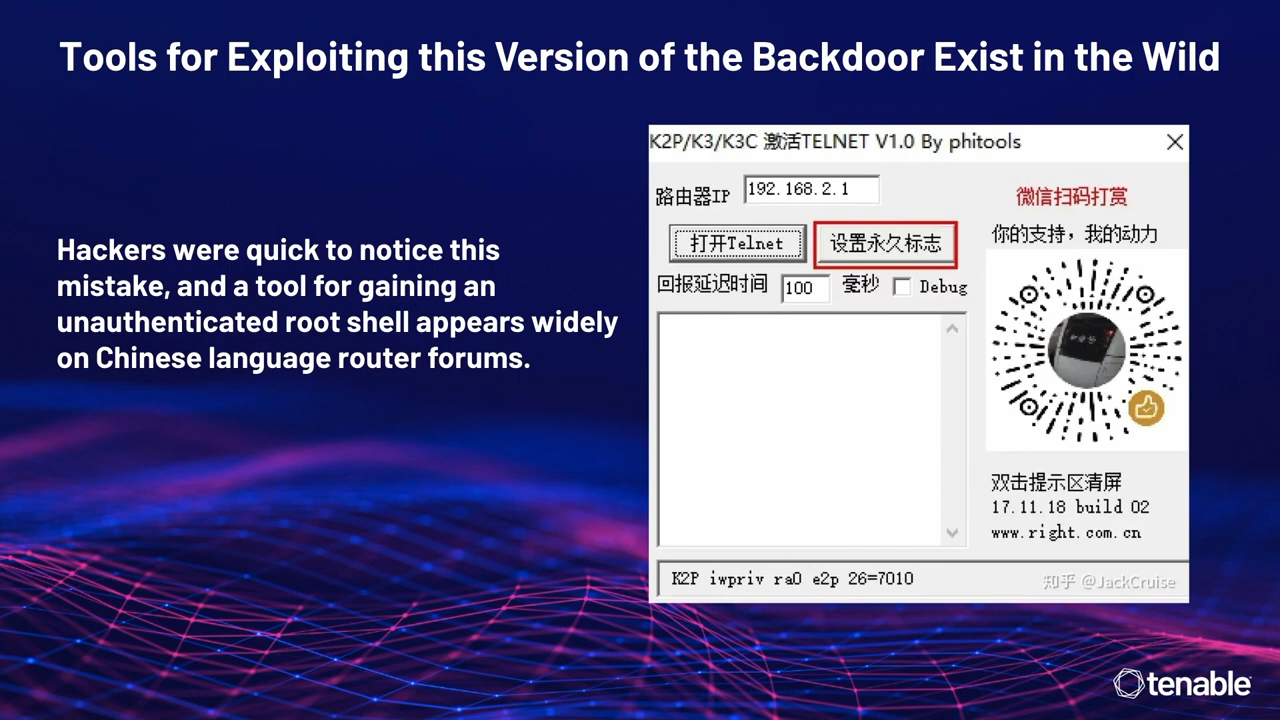 Tools for Exploiting this Version of the Backdoor Exist in the Wild
Hackers were quick to notice this
mistake, and a tool for gaining an
unauthenticated root shell appears widely
on Chinese language router forums.
K2P/K3/K3C 激活TELNET V1.0 By phitools
路由器IP 192.168.2.1
打开Telnet 设置永久标志
回报延迟时间 100 毫秒 Debug
微信扫码打赏
你的支持，我的动力
双击提示区清屏
17.11.18 build 02
www.right.com.cn
K2P iwpriv ra0 e2p 26=7010
知乎 @JackCruise
tenable